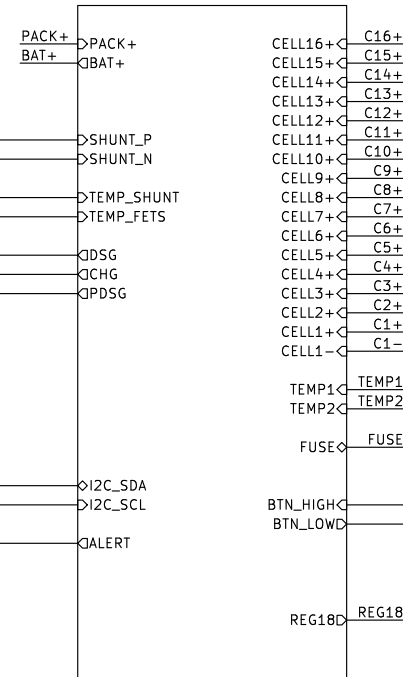 PACK+ PACK+ CELL16+ C16+
BAT+ BAT+ CELL15+ C15+
CELL14+ C14+
CELL13+ C13+
CELL12+ C12+
SHUNT_P CELL11+ C11+
SHUNT_N CELL10+ C10+
CELL9+ C9+
TEMP_SHUNT CELL8+ C8+
TEMP_FETS CELL7+ C7+
CELL6+ C6+
DSG CELL5+ C5+
CHG CELL4+ C4+
PDSG CELL3+ C3+
CELL2+ C2+
CELL1+ C1+
CELL1- C1-
TEMP1 TEMP1
TEMP2 TEMP2
FUSE FUSE
I2C_SDA
I2C_SCL BTN_HIGH
BTN_LOW
ALERT
REG18 REG18